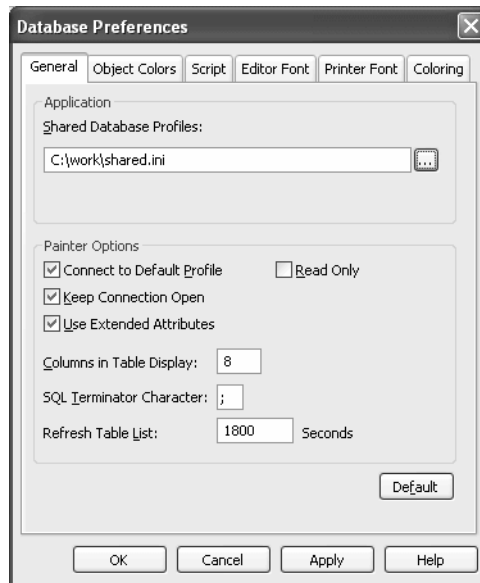 Database Preferences
General Object Colors Script Editor Font Printer Font Coloring
Application
Shared Database Profiles:
C:\work\shared.ini
...
Painter Options
Connect to Default Profile Read Only
Keep Connection Open
Use Extended Attributes
Columns in Table Display: 8
SQL Terminator Character: ;
Refresh Table List: 1800 Seconds
Default
OK Cancel Apply Help